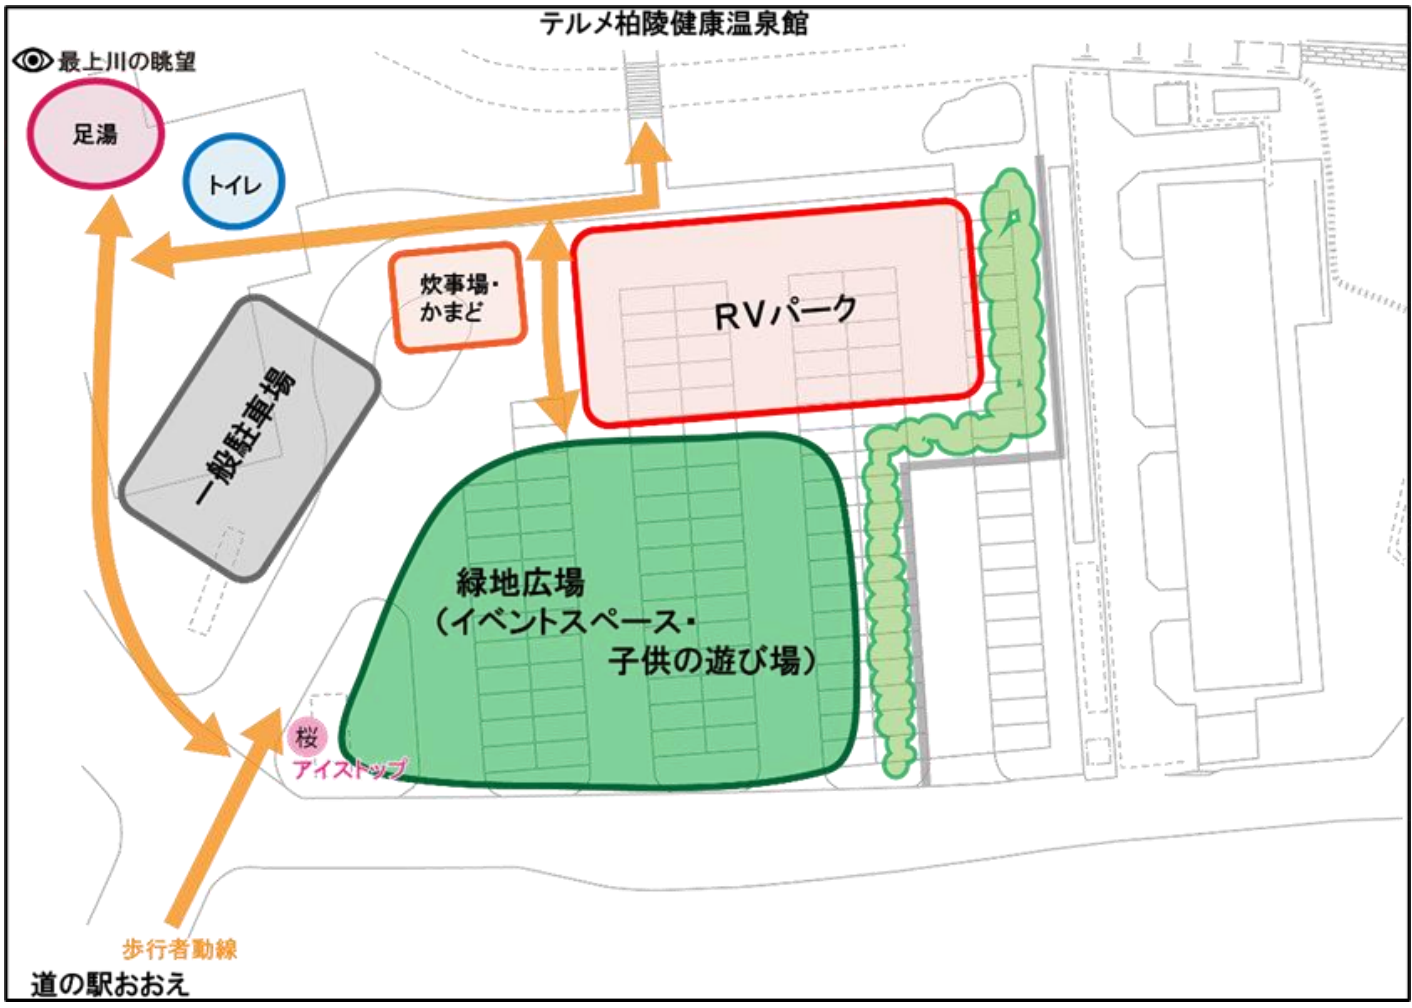 テルメ柏陵健康温泉館
最上川の眺望
足湯
トイレ
炊事場・
かまど
RVパーク
一般駐車場
緑地広場
（イベントスペース・
子供の遊び場）
桜
アイストップ
歩行者動線
道の駅おおえ